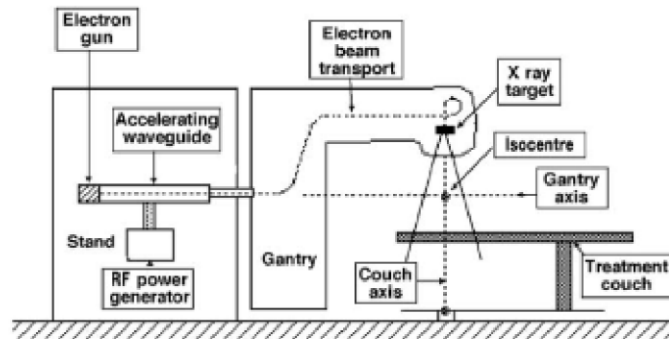 Electron
gun
Electron
beam
transport
X ray
target
Accelerating
waveguide
Isocentre
Gantry
axis
Stand
Gantry
RF power
generator
Couch
axis
Treatment
couch